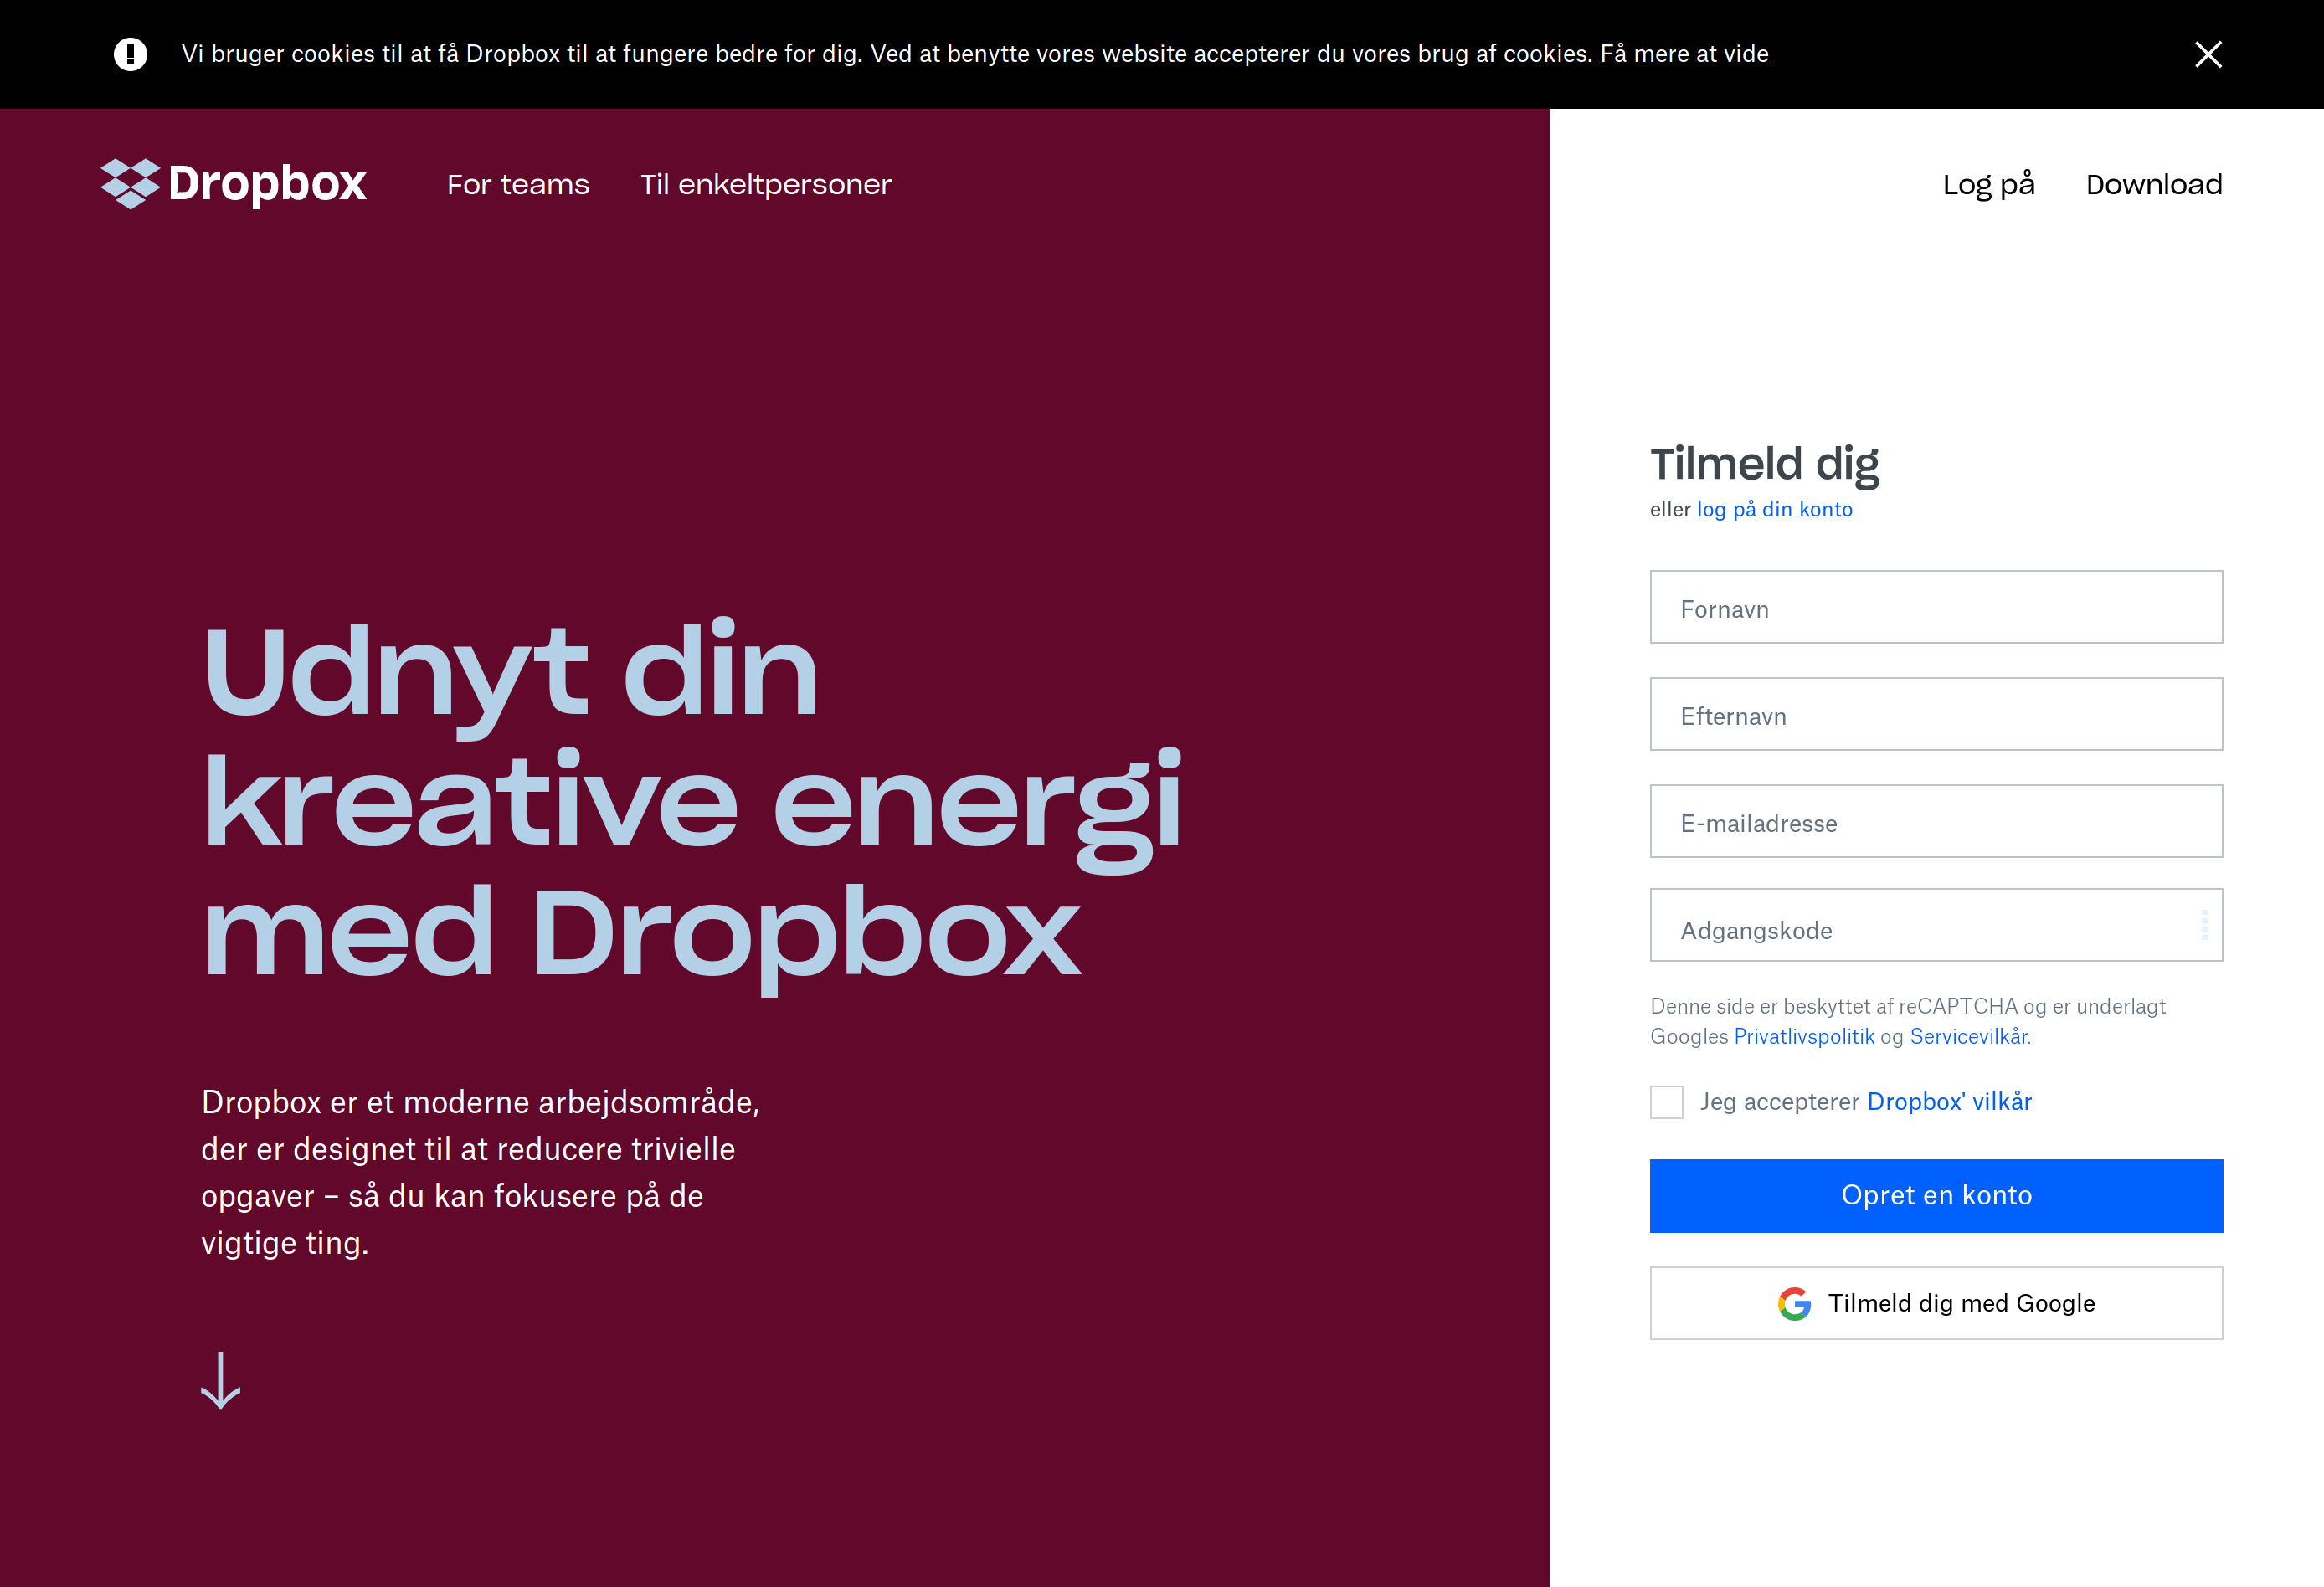 Vi bruger cookies til at få Dropbox til at fungere bedre for dig. Ved at benytte vores website accepterer du vores brug af cookies. Få mere at vide
Dropbox
For teams
Til enkeltpersoner
Log på
Download
Udnyt din
kreative energi
med Dropbox
Dropbox er et moderne arbejdsområde,
der er designet til at reducere trivielle
opgaver – så du kan fokusere på de
vigtige ting.
Tilmeld dig
eller log på din konto
Fornavn
Efternavn
E-mailadresse
Adgangskode
Denne side er beskyttet af reCAPTCHA og er underlagt
Googles Privatlivspolitik og Servicevilkår.
Jeg accepterer Dropbox' vilkår
Opret en konto
Tilmeld dig med Google